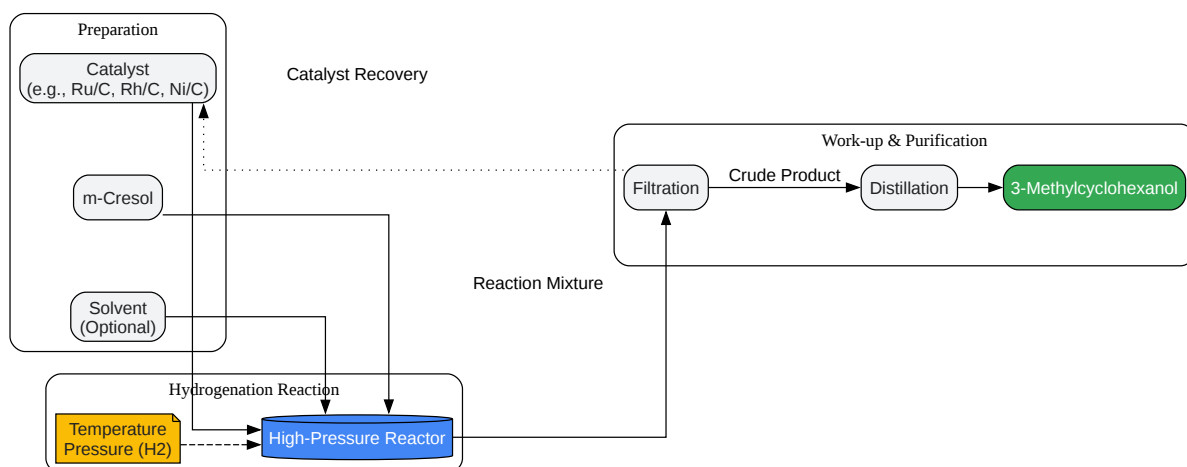 Preparation
Catalyst
(e.g., Ru/C, Rh/C, Ni/C)
Catalyst Recovery
m-Cresol
Solvent
(Optional)
Work-up & Purification
Filtration
Crude Product
Distillation
3-Methylcyclohexanol
Reaction Mixture
Hydrogenation Reaction
Temperature
Pressure (H2)
High-Pressure Reactor